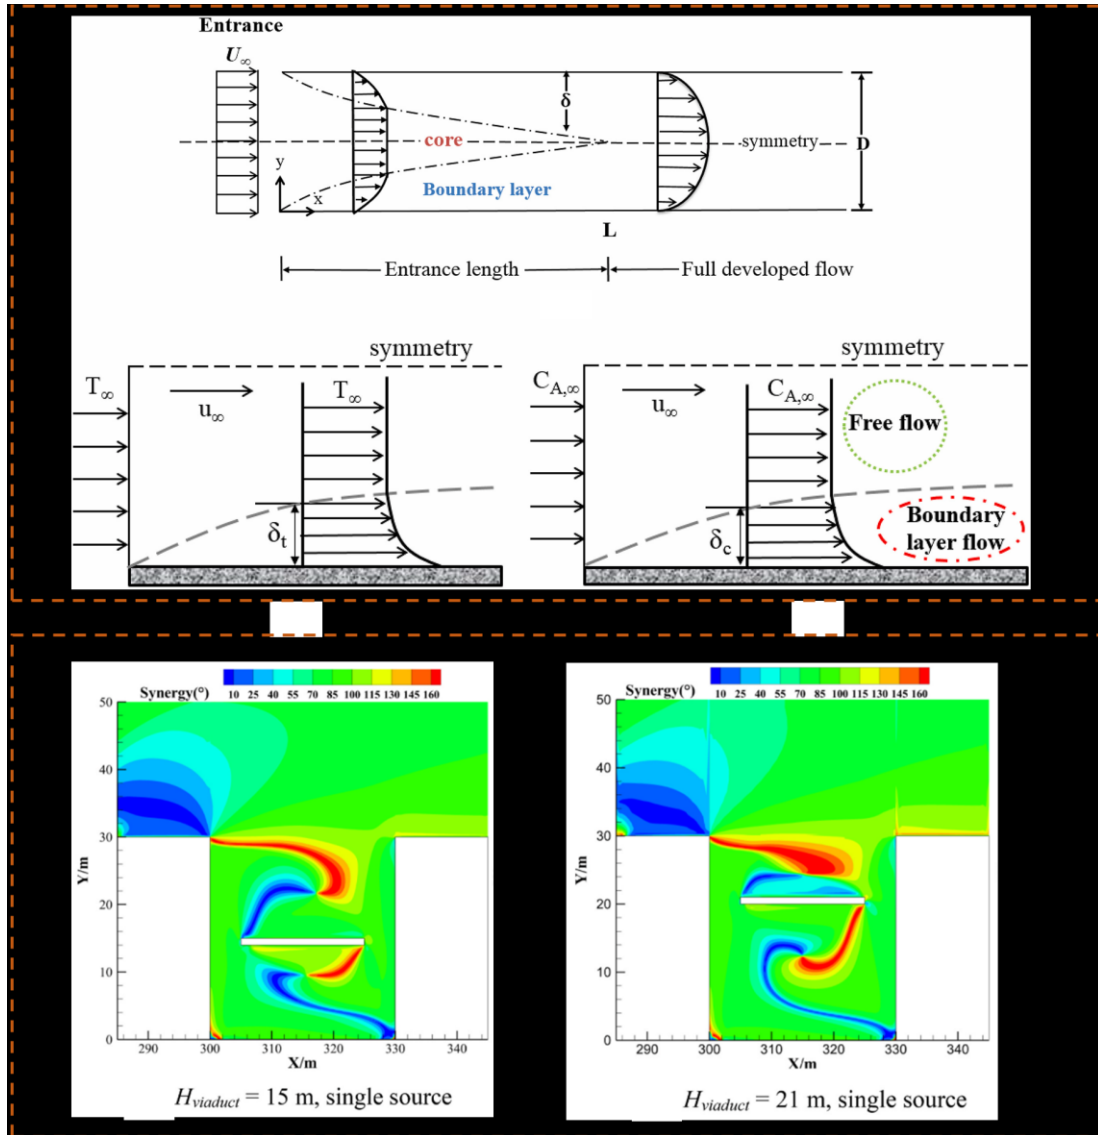 Entrance
U∞
δ
core
symmetry
D
y
x
Boundary layer
L
Entrance length
Full developed flow
symmetry
T∞
u∞
T∞
δt
symmetry
CA,∞
u∞
CA,∞
Free flow
δc
Boundary
layer flow
Synergy(°)
10 25 40 55 70 85 100 115 130 145 160
50
40
30
20
10
0
Y/m
290 300 310 320 330 340
X/m
Hviaduct = 15 m, single source
Synergy(°)
10 25 40 55 70 85 100 115 130 145 160
50
40
30
20
10
0
Y/m
290 300 310 320 330 340
X/m
Hviaduct = 21 m, single source